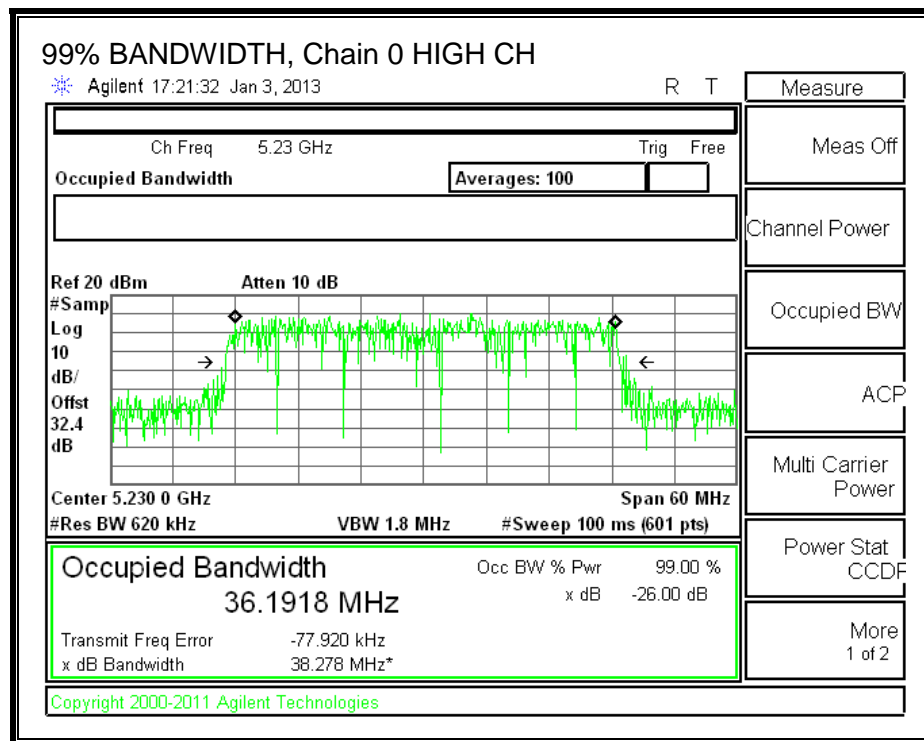 99% BANDWIDTH, Chain 0 HIGH CH
Agilent 17:21:32 Jan 3, 2013 R T
Measure
Ch Freq 5.23 GHz Trig Free
Meas Off
Occupied Bandwidth Averages: 100
Channel Power
Ref 20 dBm Atten 10 dB
#Samp
Log
10
dB/
Offst
32.4
dB
Occupied BW
ACP
Multi Carrier
Power
Center 5.230 0 GHz Span 60 MHz
#Res BW 620 kHz VBW 1.8 MHz #Sweep 100 ms (601 pts)
Power Stat
CCDF
Occupied Bandwidth Occ BW % Pwr 99.00 %
36.1918 MHz x dB -26.00 dB
Transmit Freq Error -77.920 kHz
x dB Bandwidth 38.278 MHz*
More
1 of 2
Copyright 2000-2011 Agilent Technologies